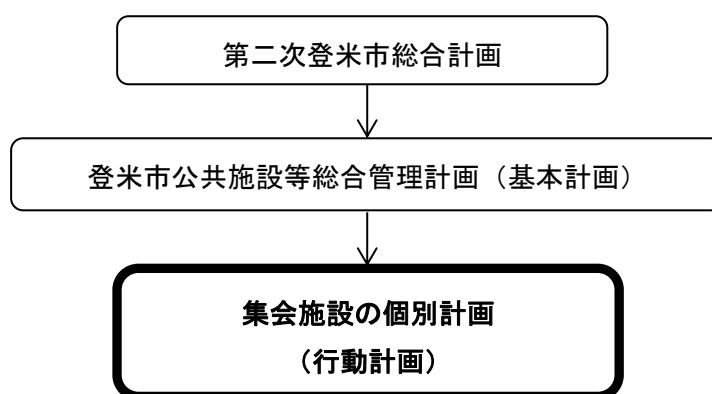 第二次登米市総合計画
登米市公共施設等総合管理計画（基本計画）
集会施設の個別計画
（行動計画）